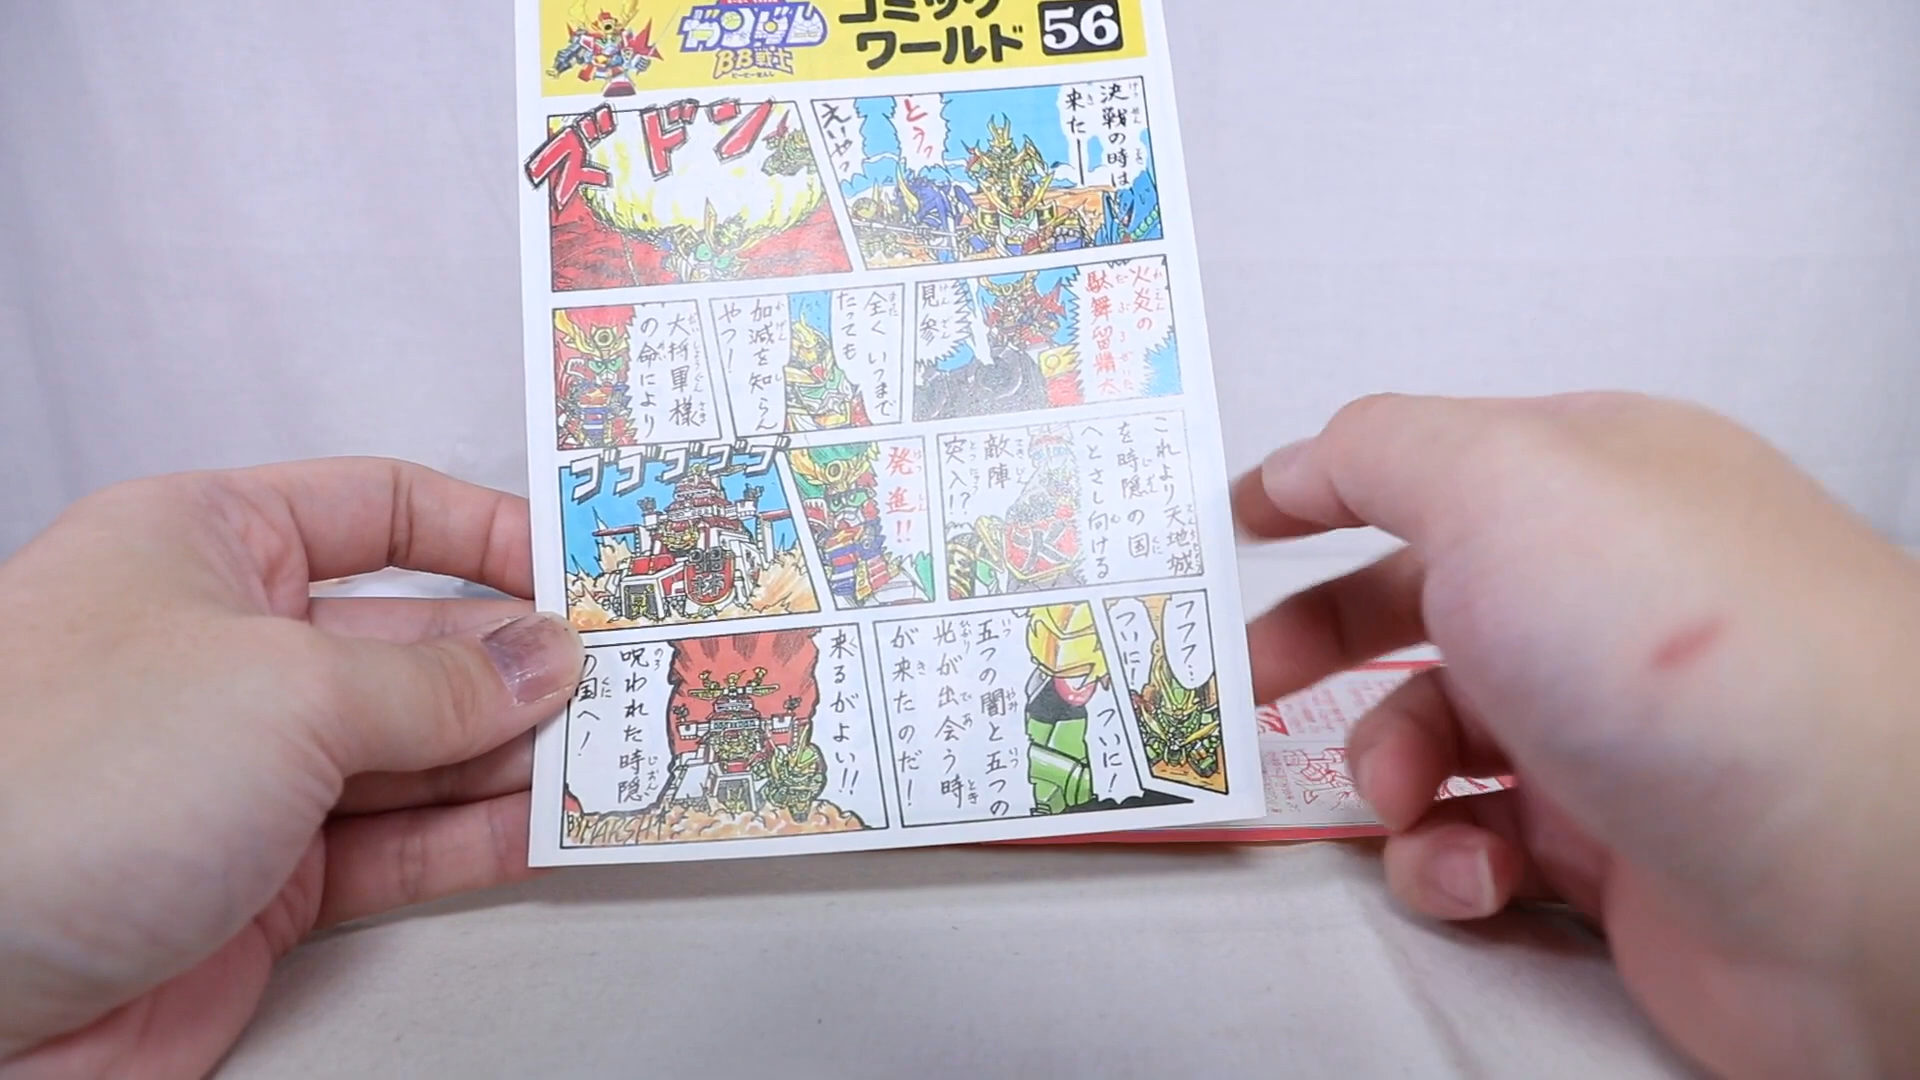 ガンダム
BB戦士
びーびーせんし
コミック
ワールド
56
決戦の時は
来たー
とうっ
えいやっ
ズドン
火炎の
駄舞留精太
見参
全くいつまで
たっても
加減を知らん
やつ!
大将軍様
の命により
これより天地城
を時隠の国
へとさし向ける
敵陣
突入!?
火
発進!!
ゴゴゴゴゴ
フフフ…
ついに!
ついに!
五つの闇と五つの
光が出会う時
が来たのだ!
来るがよい!!
呪われた時隠
の国へ!
BY MARSH